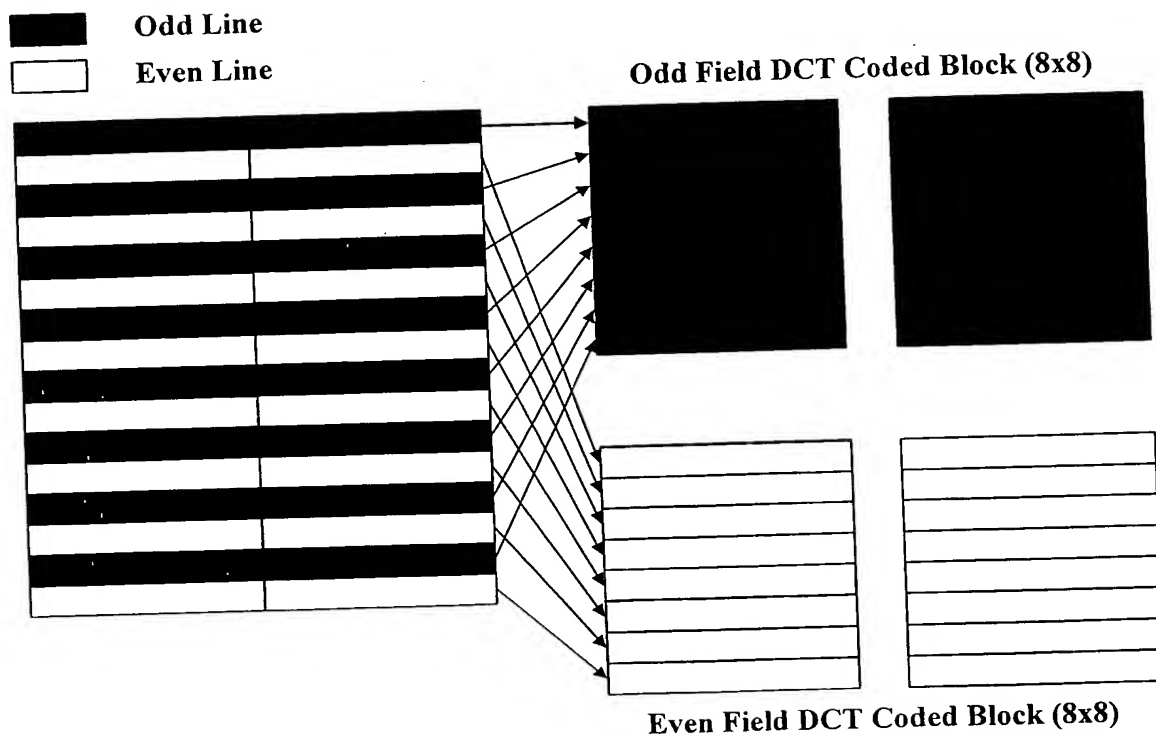 Odd Line
Even Line
Odd Field DCT Coded Block (8x8)
Even Field DCT Coded Block (8x8)